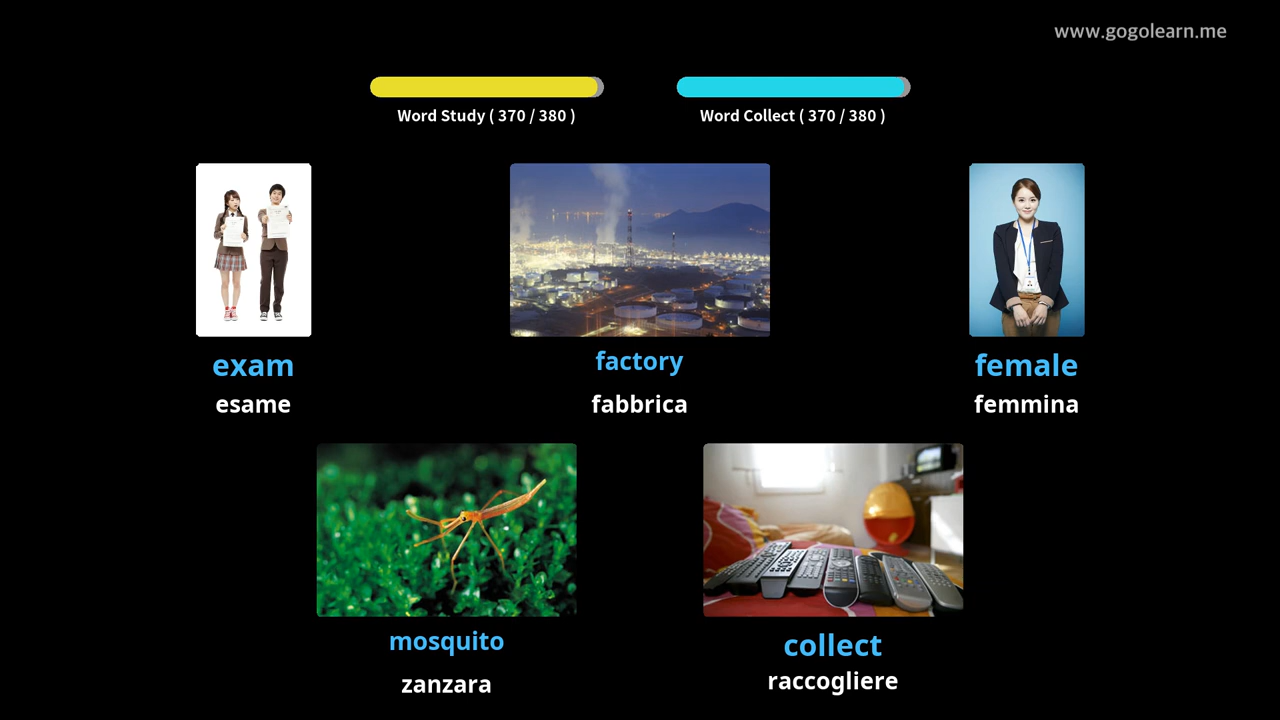 www.gogolearn.me
Word Study ( 370 / 380 )
Word Collect ( 370 / 380 )
exam
esame
factory
fabbrica
female
femmina
mosquito
zanzara
collect
raccogliere